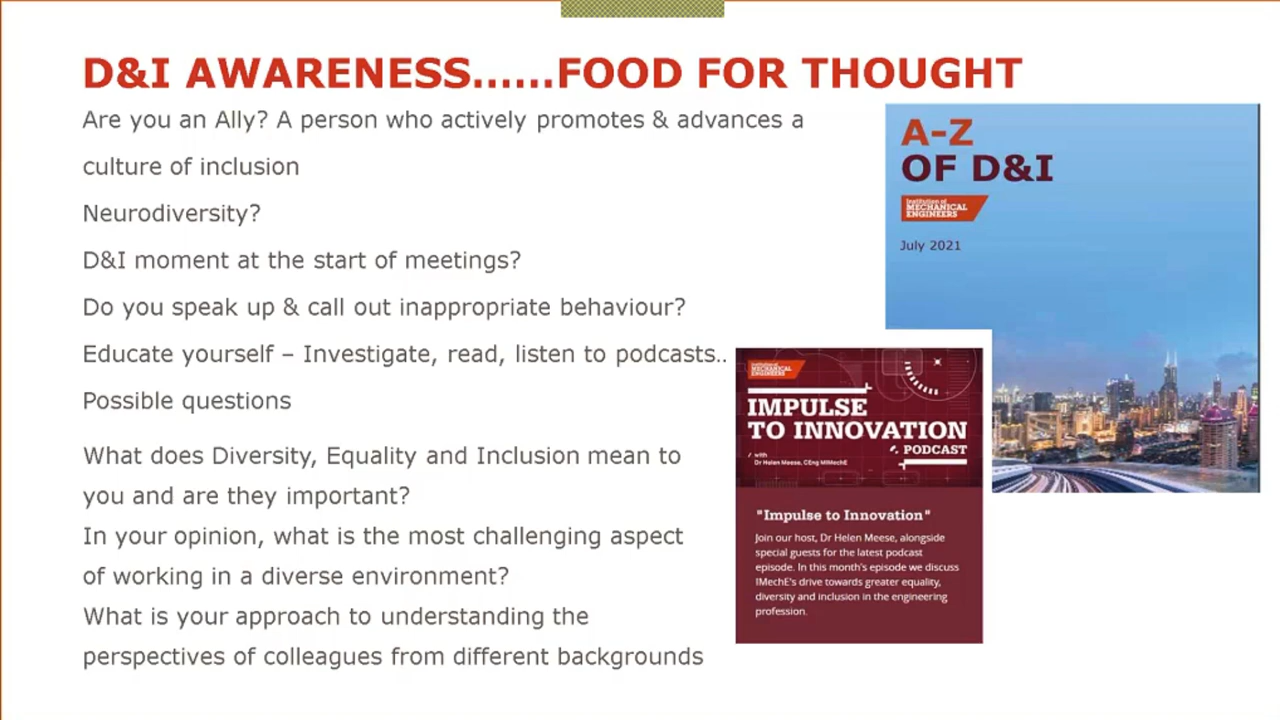 D&I AWARENESS......FOOD FOR THOUGHT
Are you an Ally? A person who actively promotes & advances a
culture of inclusion
Neurodiversity?
D&I moment at the start of meetings?
Do you speak up & call out inappropriate behaviour?
Educate yourself – Investigate, read, listen to podcasts..
Possible questions
What does Diversity, Equality and Inclusion mean to
you and are they important?
In your opinion, what is the most challenging aspect
of working in a diverse environment?
What is your approach to understanding the
perspectives of colleagues from different backgrounds
A-Z
OF D&I
Institution of
MECHANICAL
ENGINEERS
July 2021
Institution of
MECHANICAL
ENGINEERS
IMPULSE
TO INNOVATION
PODCAST
with
Dr Helen Meese, CEng MIMechE
"Impulse to Innovation"
Join our host, Dr Helen Meese, alongside
special guests for the latest podcast
episode. In this month's episode we discuss
IMechE's drive towards greater equality,
diversity and inclusion in the engineering
profession.